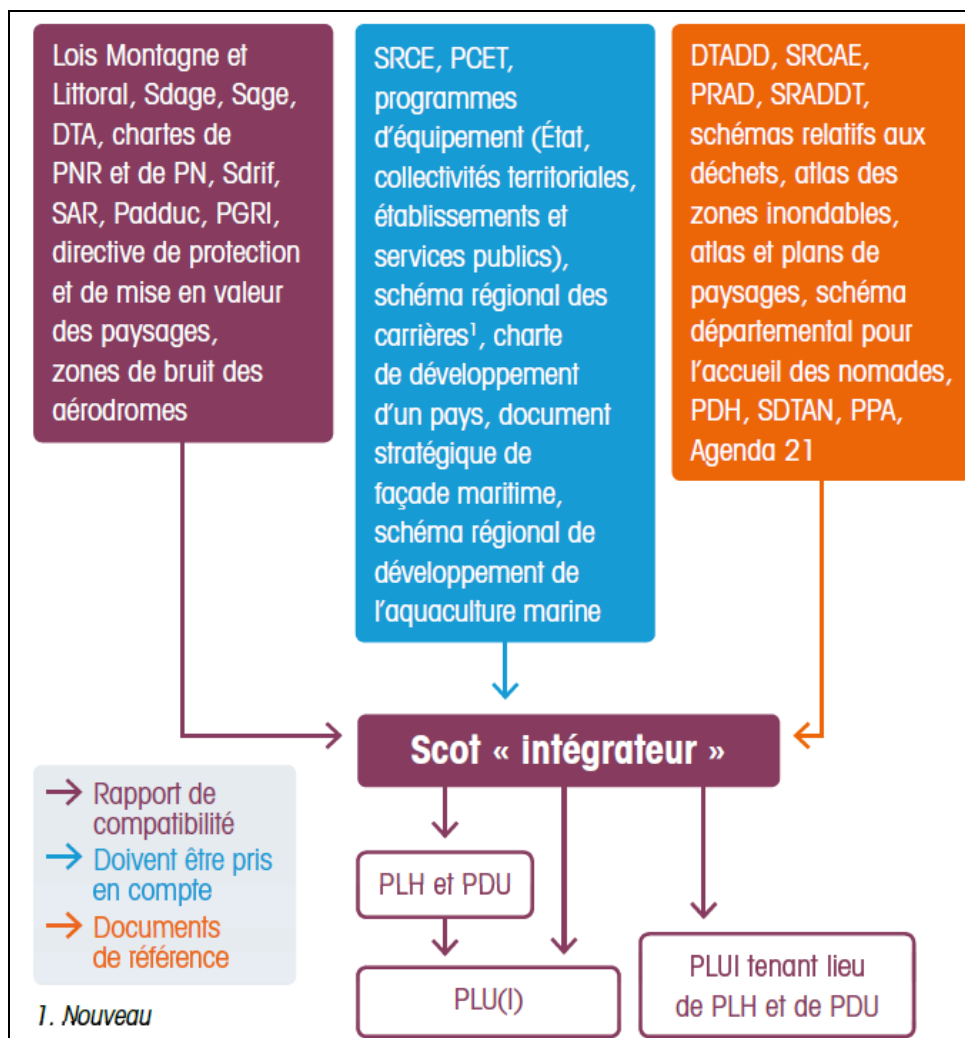 Lois Montagne et
Littoral, Sdage, Sage,
DTA, chartes de
PNR et de PN, Sdrif,
SAR, Padduc, PGRI,
directive de protection
et de mise en valeur
des paysages,
zones de bruit des
aérodromes
SRCE, PCET,
programmes
d'équipement (État,
collectivités territoriales,
établissements et
services publics),
schéma régional des
carrières¹, charte
de développement
d'un pays, document
stratégique de
façade maritime,
schéma régional de
développement de
l'aquaculture marine
DTADD, SRCAE,
PRAD, SRADDT,
schémas relatifs aux
déchets, atlas des
zones inondables,
atlas et plans de
paysages, schéma
départemental pour
l'accueil des nomades,
PDH, SDTAN, PPA,
Agenda 21
Scot « intégrateur »
Rapport de
compatibilité
Doivent être pris
en compte
Documents
de référence
PLH et PDU
PLU(I)
PLUI tenant lieu
de PLH et de PDU
1. Nouveau